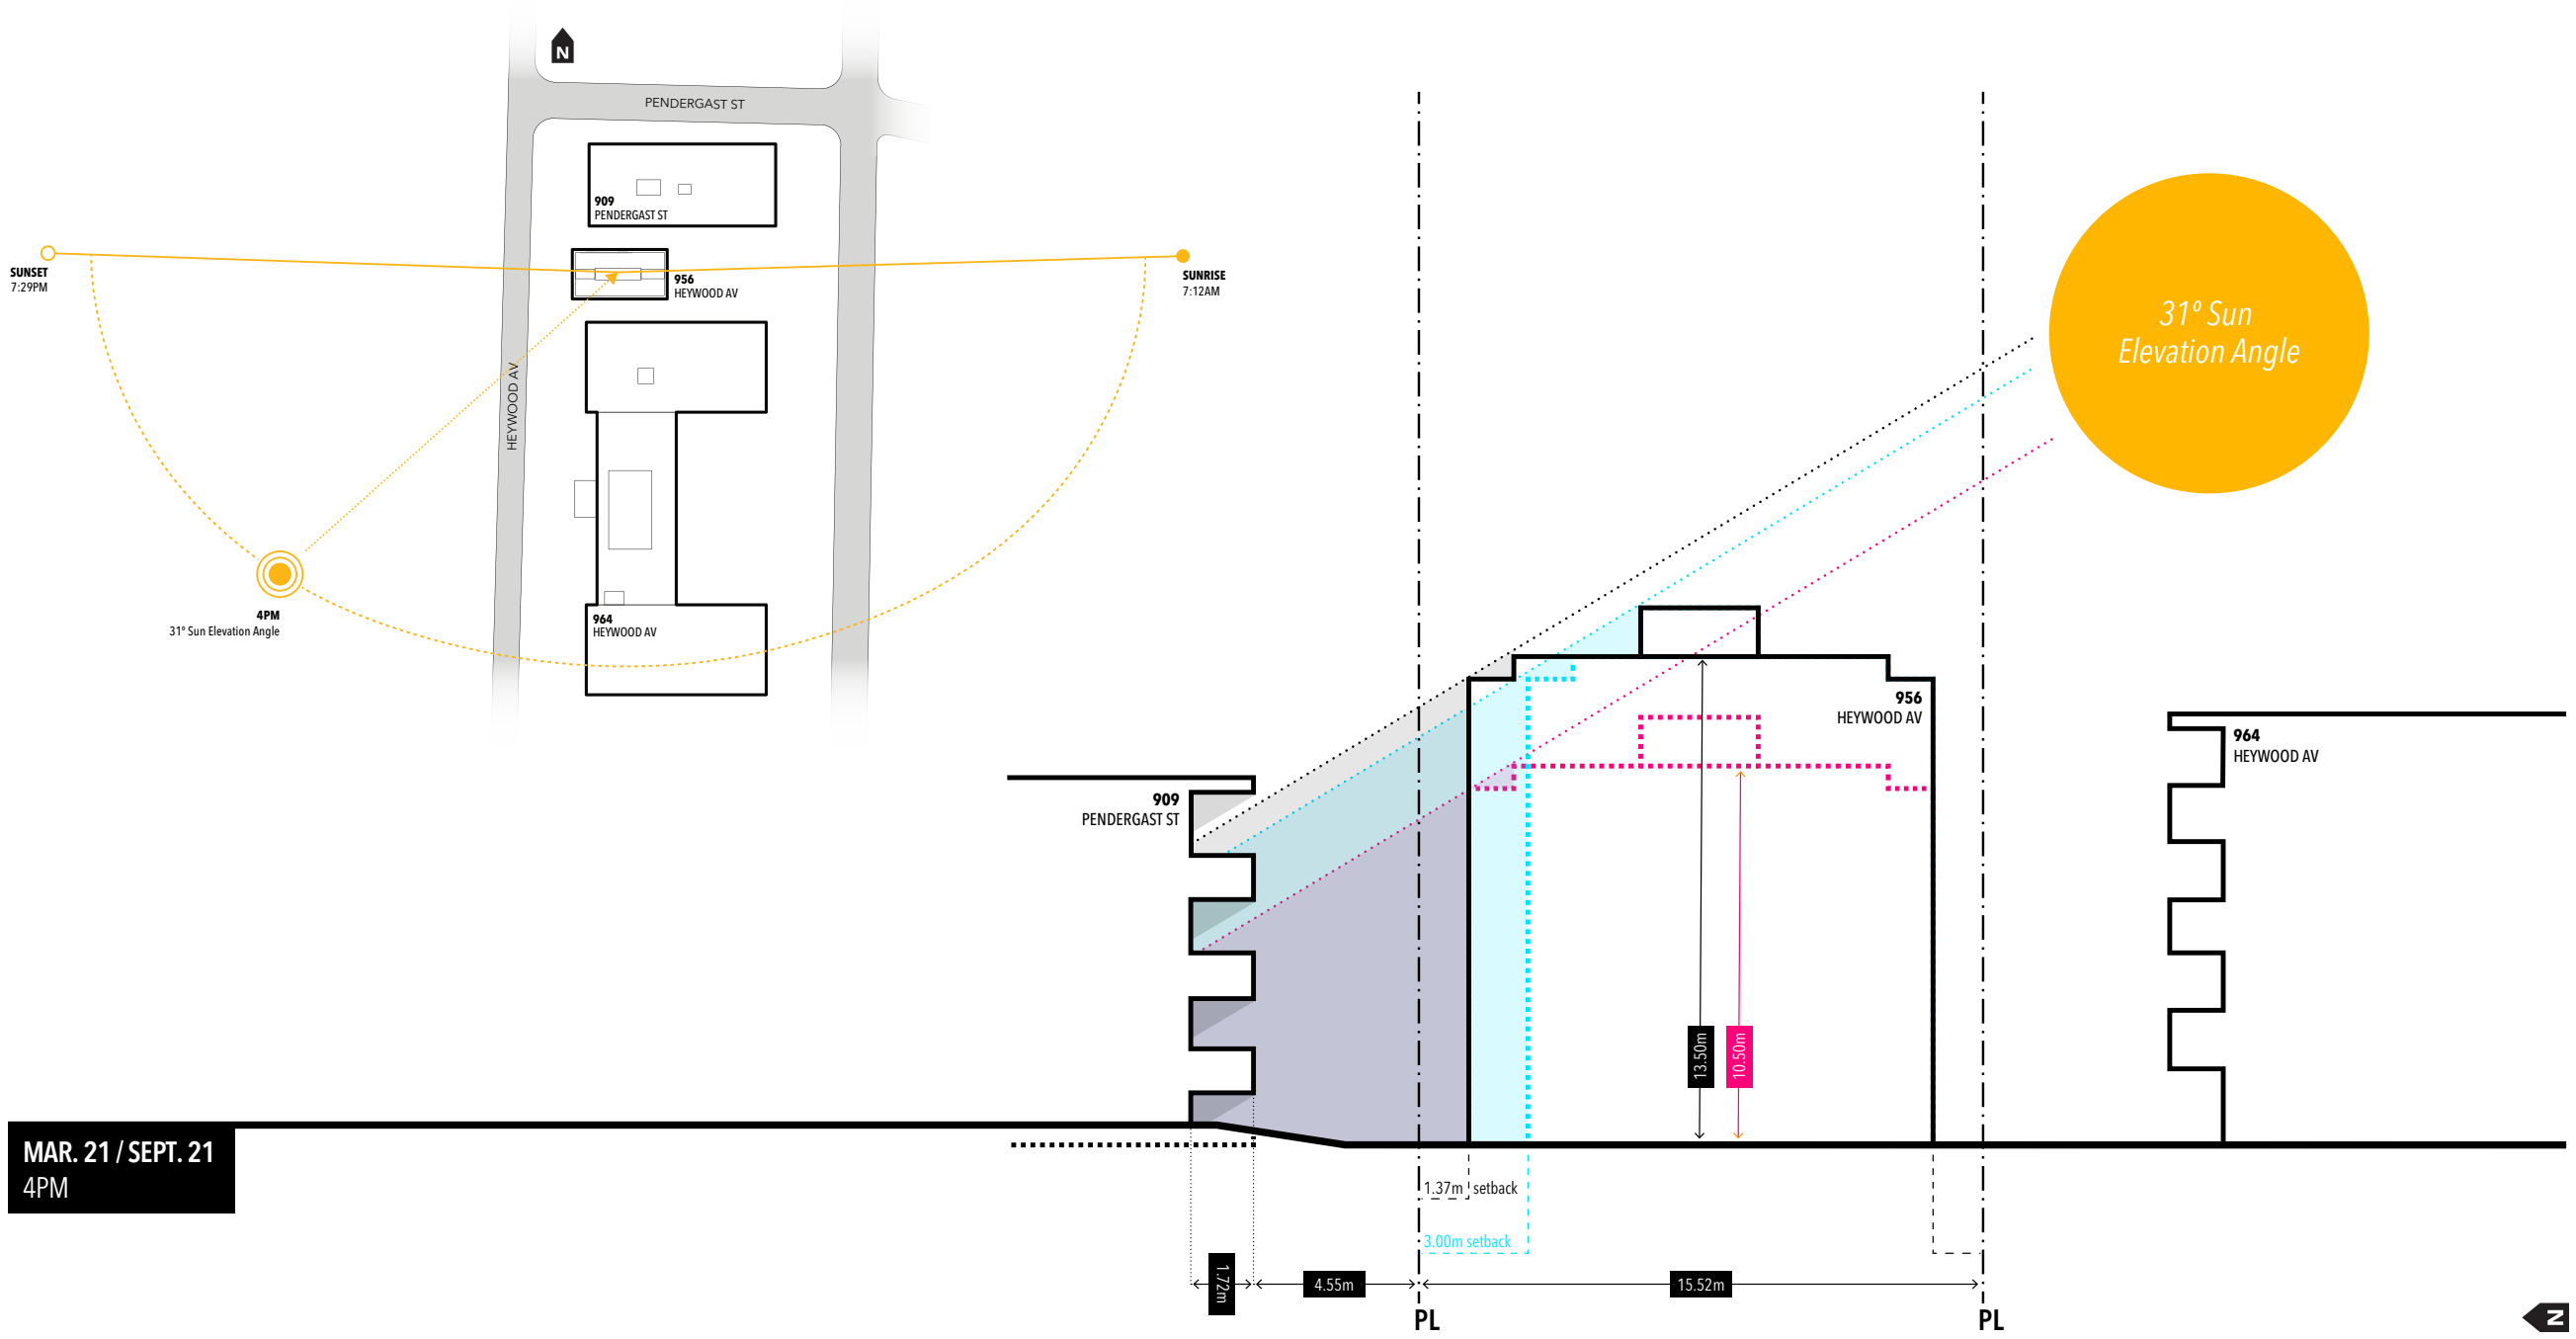 N
PENDERGAST ST
909
PENDERGAST ST
SUNSET
7:29PM
956
HEYWOOD AV
SUNRISE
7:12AM
HEYWOOD AV
4PM
31º Sun Elevation Angle
964
HEYWOOD AV
31º Sun
Elevation Angle
956
HEYWOOD AV
964
HEYWOOD AV
909
PENDERGAST ST
13.50m
10.50m
MAR. 21 / SEPT. 21
4PM
1.37m setback
3.00m setback
1.72m
4.55m
15.52m
PL
PL
N